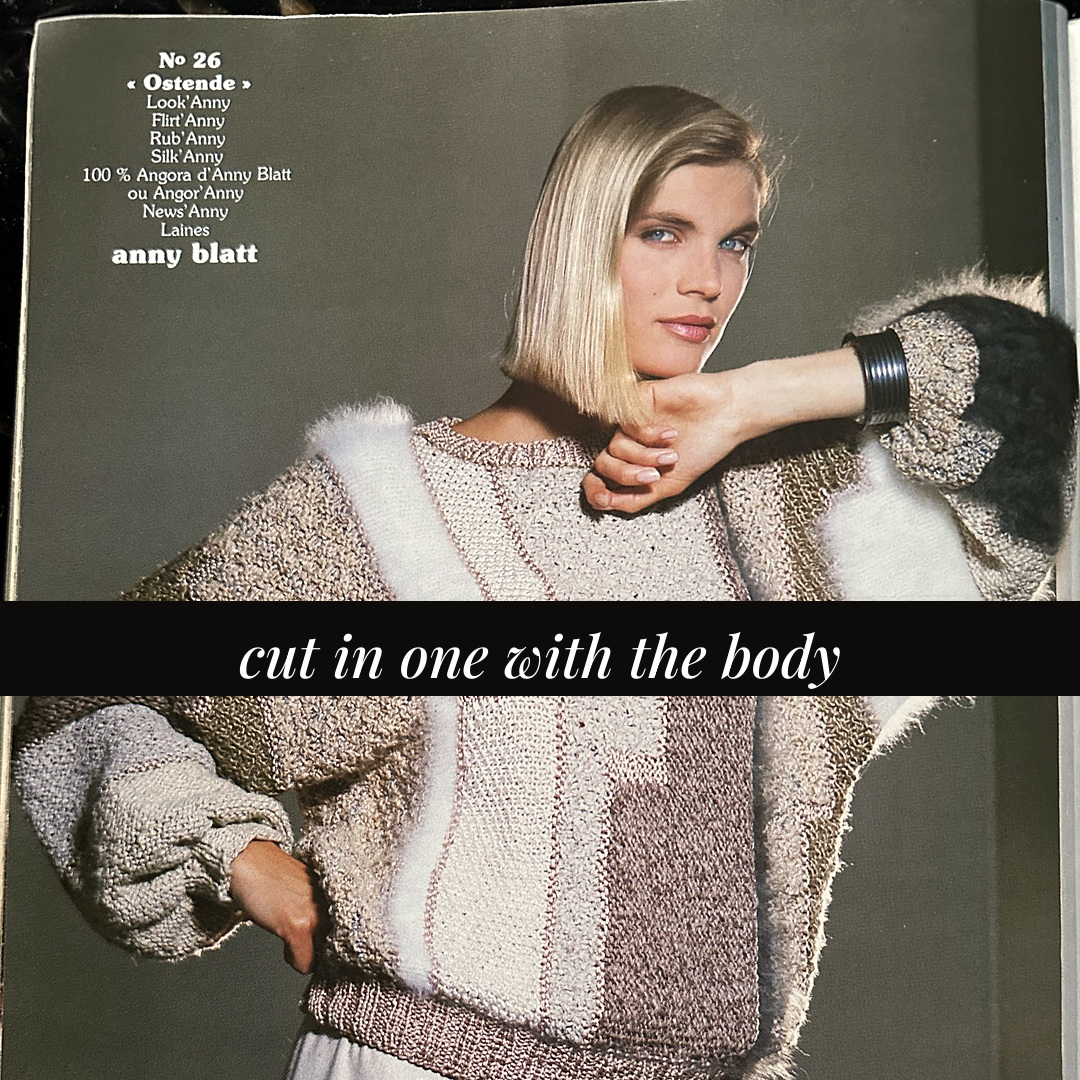 Nº 26
« Ostende »
Look'Anny
Flirt'Anny
Rub'Anny
Silk'Anny
100 % Angora d'Anny Blatt
ou Angor'Anny
News'Anny
Laines
anny blatt
cut in one with the body